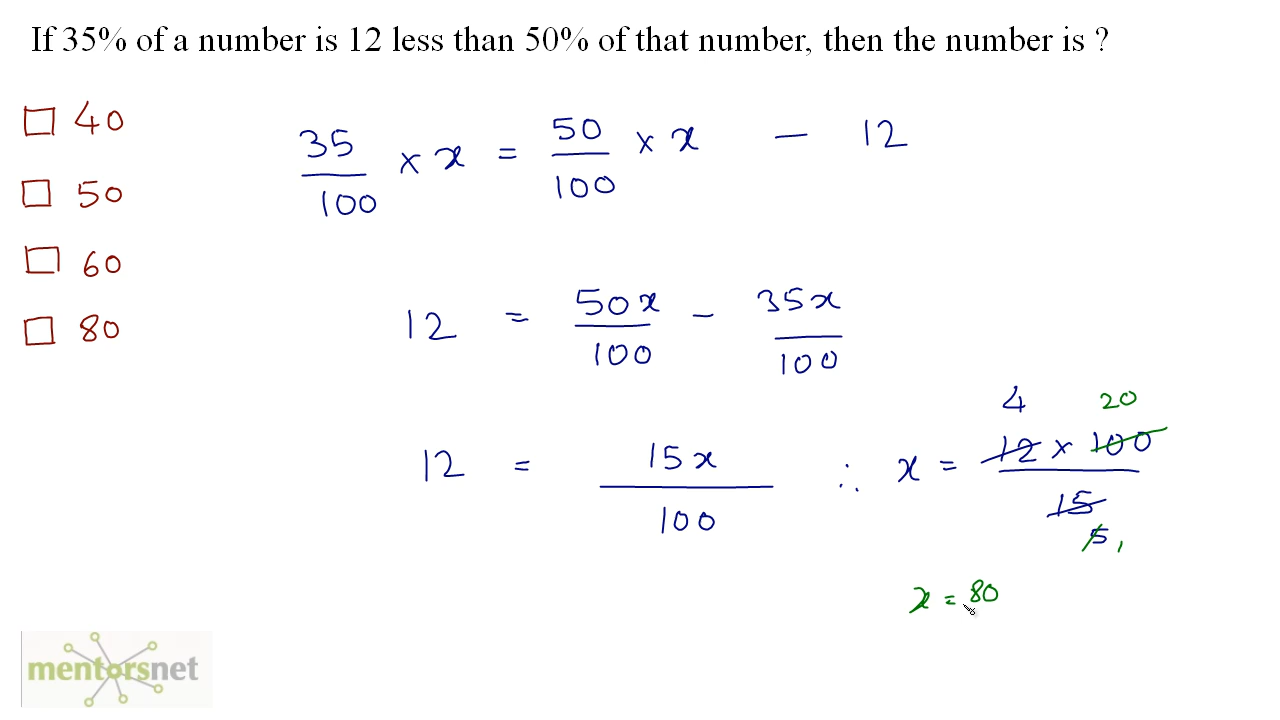 If 35% of a number is 12 less than 50% of that number, then the number is ?
40
50
60
80
35/100 × x = 50/100 × x − 12
12 = 50x/100 − 35x/100
12 = 15x/100 ∴ x = 12 × 100/15
4 20
5 1
x = 80
mentorsnet